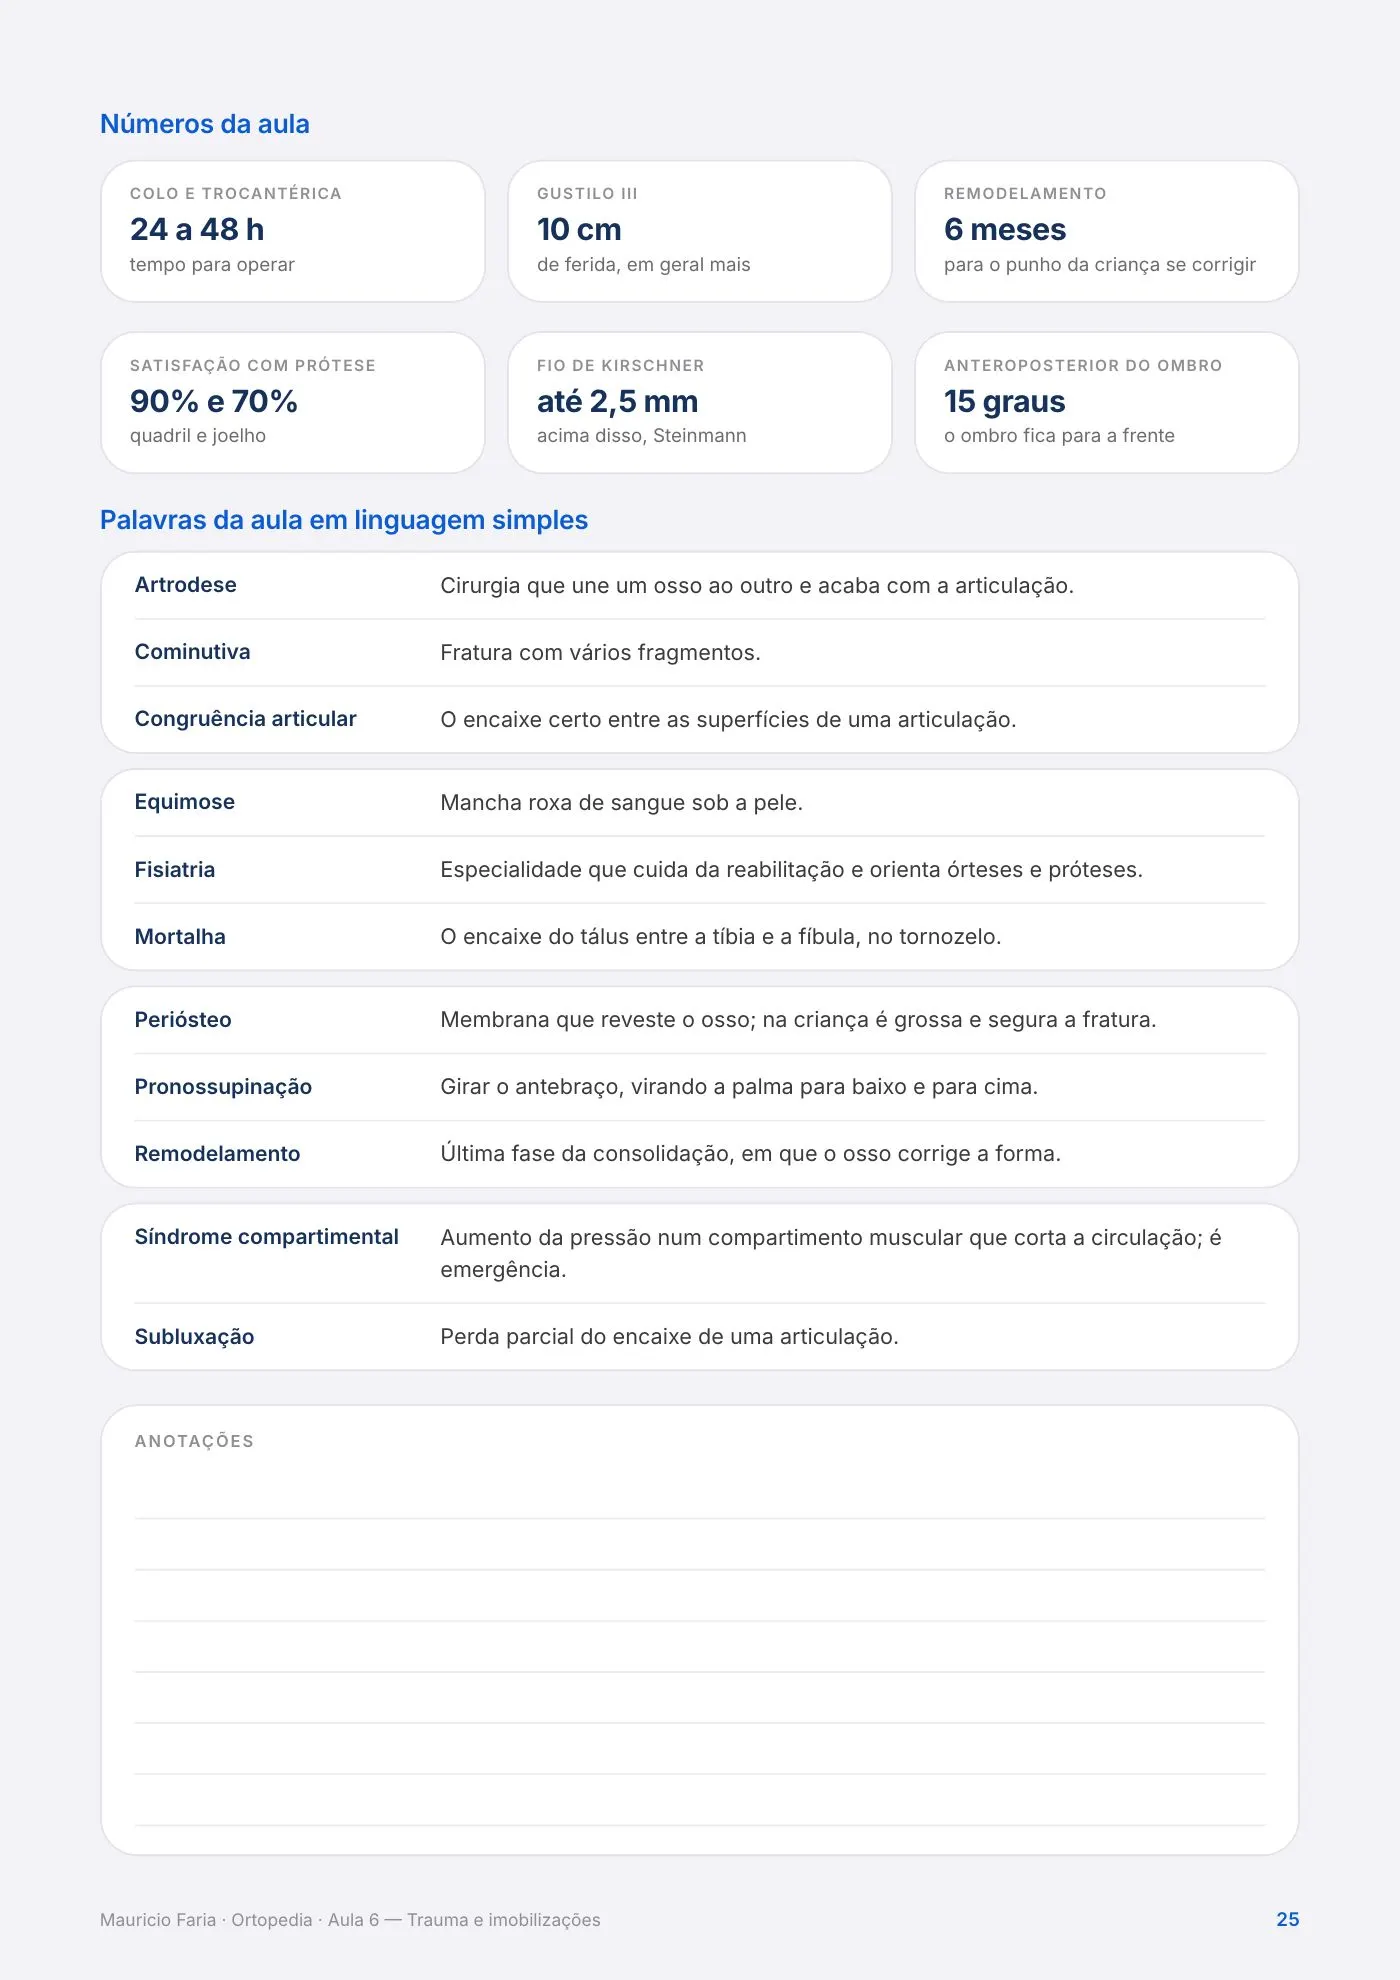 Números da aula
COLO E TROCANTÉRICA
24 a 48 h
tempo para operar
GUSTILO III
10 cm
de ferida, em geral mais
REMODELAMENTO
6 meses
para o punho da criança se corrigir
SATISFAÇÃO COM PRÓTESE
90% e 70%
quadril e joelho
FIO DE KIRSCHNER
até 2,5 mm
acima disso, Steinmann
ANTEROPOSTERIOR DO OMBRO
15 graus
o ombro fica para a frente
Palavras da aula em linguagem simples
Artrodese
Cirurgia que une um osso ao outro e acaba com a articulação.
Cominutiva
Fratura com vários fragmentos.
Congruência articular
O encaixe certo entre as superfícies de uma articulação.
Equimose
Mancha roxa de sangue sob a pele.
Fisiatria
Especialidade que cuida da reabilitação e orienta órteses e próteses.
Mortalha
O encaixe do tálus entre a tíbia e a fíbula, no tornozelo.
Periósteo
Membrana que reveste o osso; na criança é grossa e segura a fratura.
Pronossupinação
Girar o antebraço, virando a palma para baixo e para cima.
Remodelamento
Última fase da consolidação, em que o osso corrige a forma.
Síndrome compartimental
Aumento da pressão num compartimento muscular que corta a circulação; é
emergência.
Subluxação
Perda parcial do encaixe de uma articulação.
ANOTAÇÕES
Mauricio Faria · Ortopedia · Aula 6 — Trauma e imobilizações
25